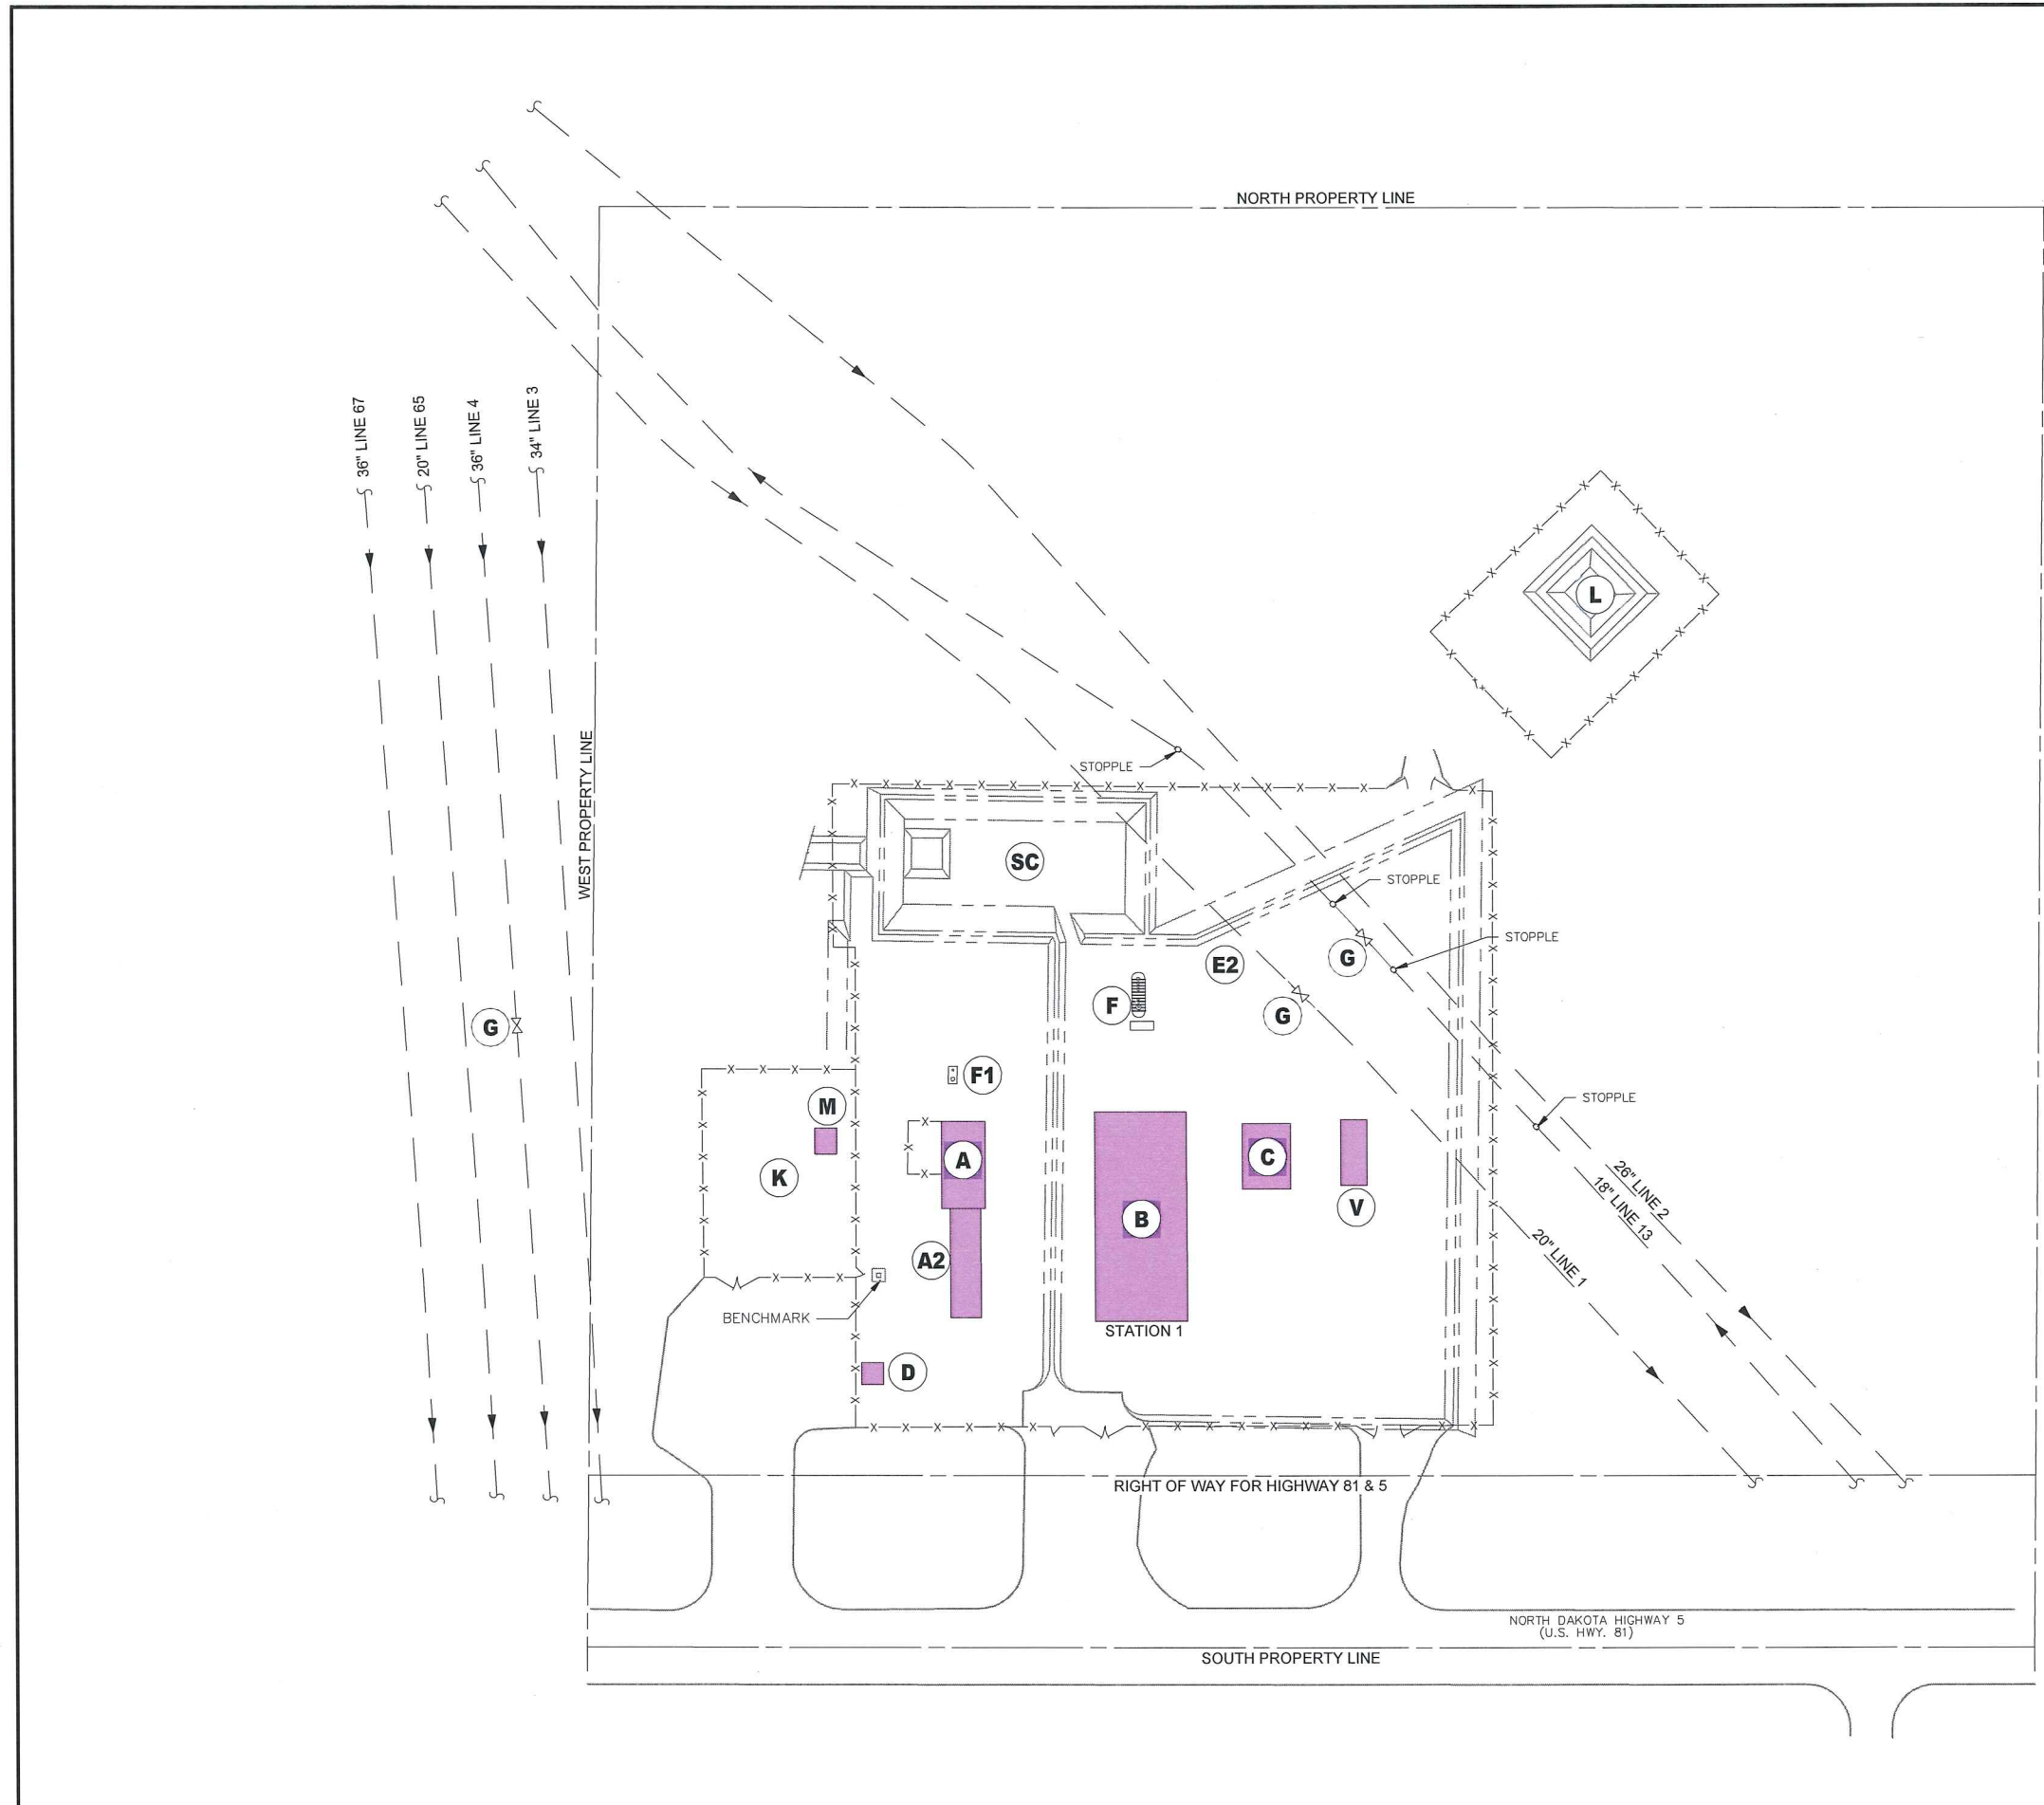 NORTH PROPERTY LINE
36" LINE 67
20" LINE 65
36" LINE 4
34" LINE 3
WEST PROPERTY LINE
L
STOPPLE
SC
STOPPLE
STOPPLE
E2
G
F
G
G
F1
M
STOPPLE
A
C
K
B
V
26" LINE 2
18" LINE 13
20" LINE 1
A2
BENCHMARK
STATION 1
D
RIGHT OF WAY FOR HIGHWAY 81 & 5
NORTH DAKOTA HIGHWAY 5
(U.S. HWY. 81)
SOUTH PROPERTY LINE